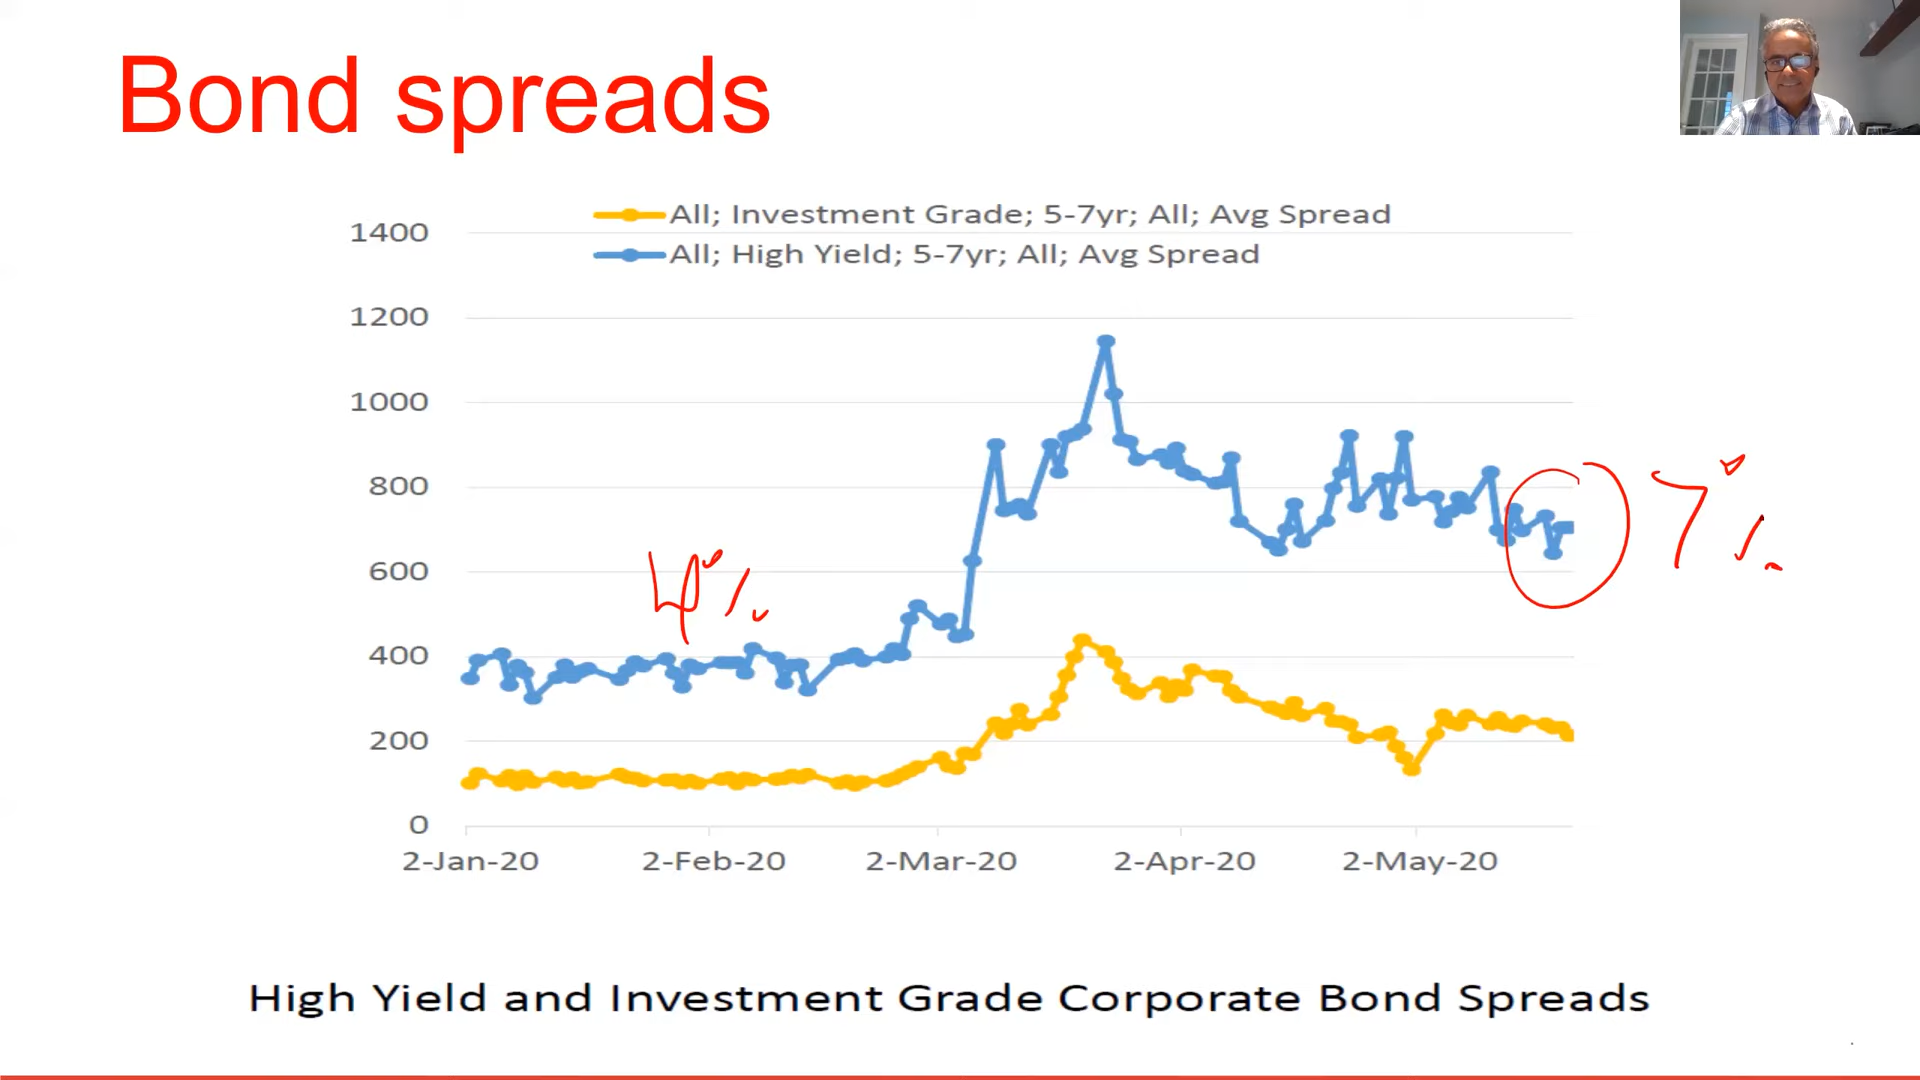 Bond spreads
All; Investment Grade; 5-7yr; All; Avg Spread
All; High Yield; 5-7yr; All; Avg Spread
1400
1200
1000
800
600
400
200
0
4%
7%
2-Jan-20 2-Feb-20 2-Mar-20 2-Apr-20 2-May-20
High Yield and Investment Grade Corporate Bond Spreads